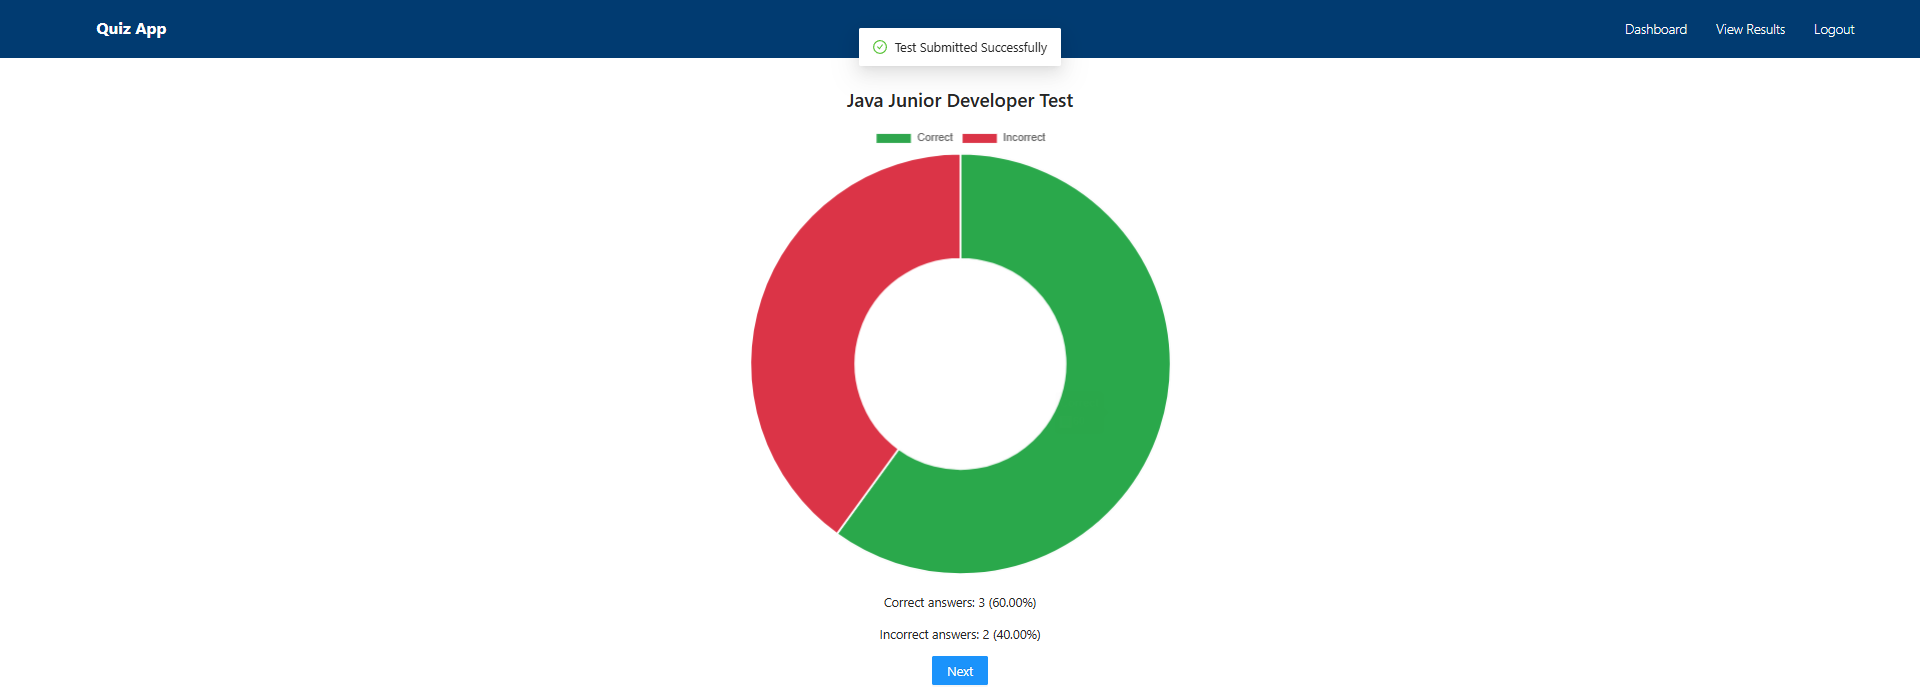 Quiz App
Dashboard View Results Logout
Test Submitted Successfully
Java Junior Developer Test
Correct Incorrect
Correct answers: 3 (60.00%)
Incorrect answers: 2 (40.00%)
Next